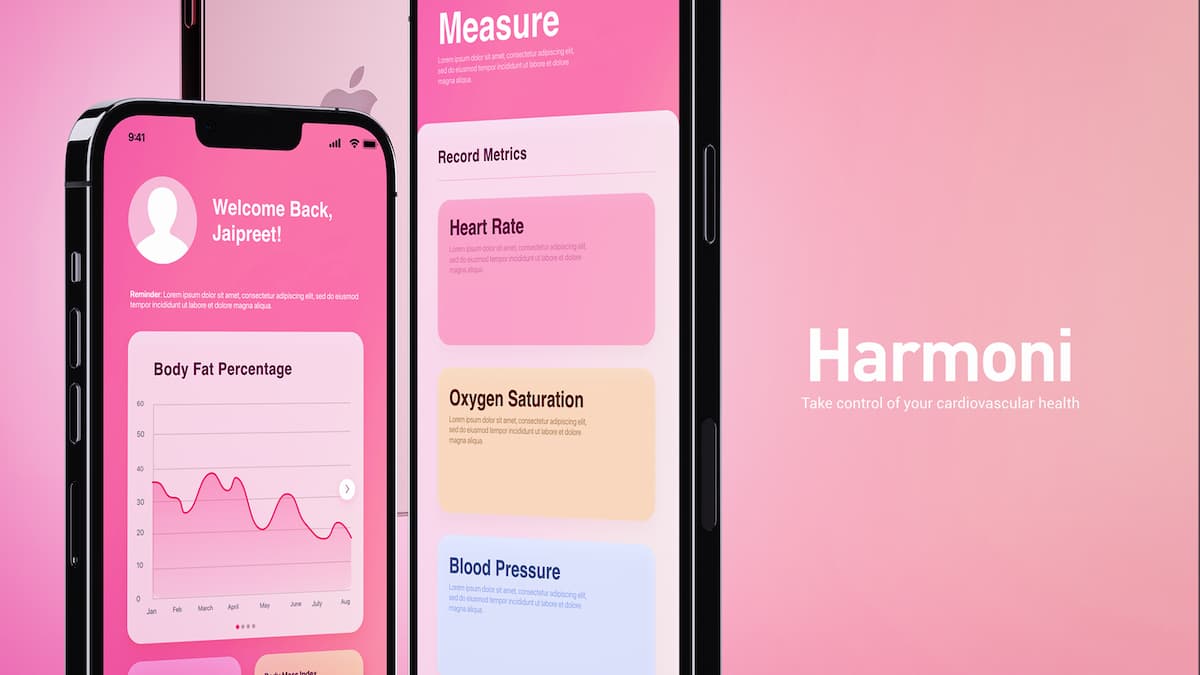 9:41
Welcome Back,
Jaipreet!
Reminder: Lorem ipsum dolor sit amet, consectetur adipiscing elit, sed do eiusmod
tempor incididunt ut labore et dolore magna aliqua.
Body Fat Percentage
60
50
40
30
20
10
0
Jan Feb March April May June July Aug
Body Mass Index
Measure
Lorem ipsum dolor sit amet, consectetur adipiscing elit,
sed do eiusmod tempor incididunt ut labore et dolore
magna aliqua.
Record Metrics
Heart Rate
Lorem ipsum dolor sit amet, consectetur adipiscing elit,
sed do eiusmod tempor incididunt ut labore et dolore
magna aliqua.
Oxygen Saturation
Lorem ipsum dolor sit amet, consectetur adipiscing elit,
sed do eiusmod tempor incididunt ut labore et dolore
magna aliqua.
Blood Pressure
Lorem ipsum dolor sit amet, consectetur adipiscing elit,
sed do eiusmod tempor incididunt ut labore et dolore
magna aliqua.
Harmoni
Take control of your cardiovascular health